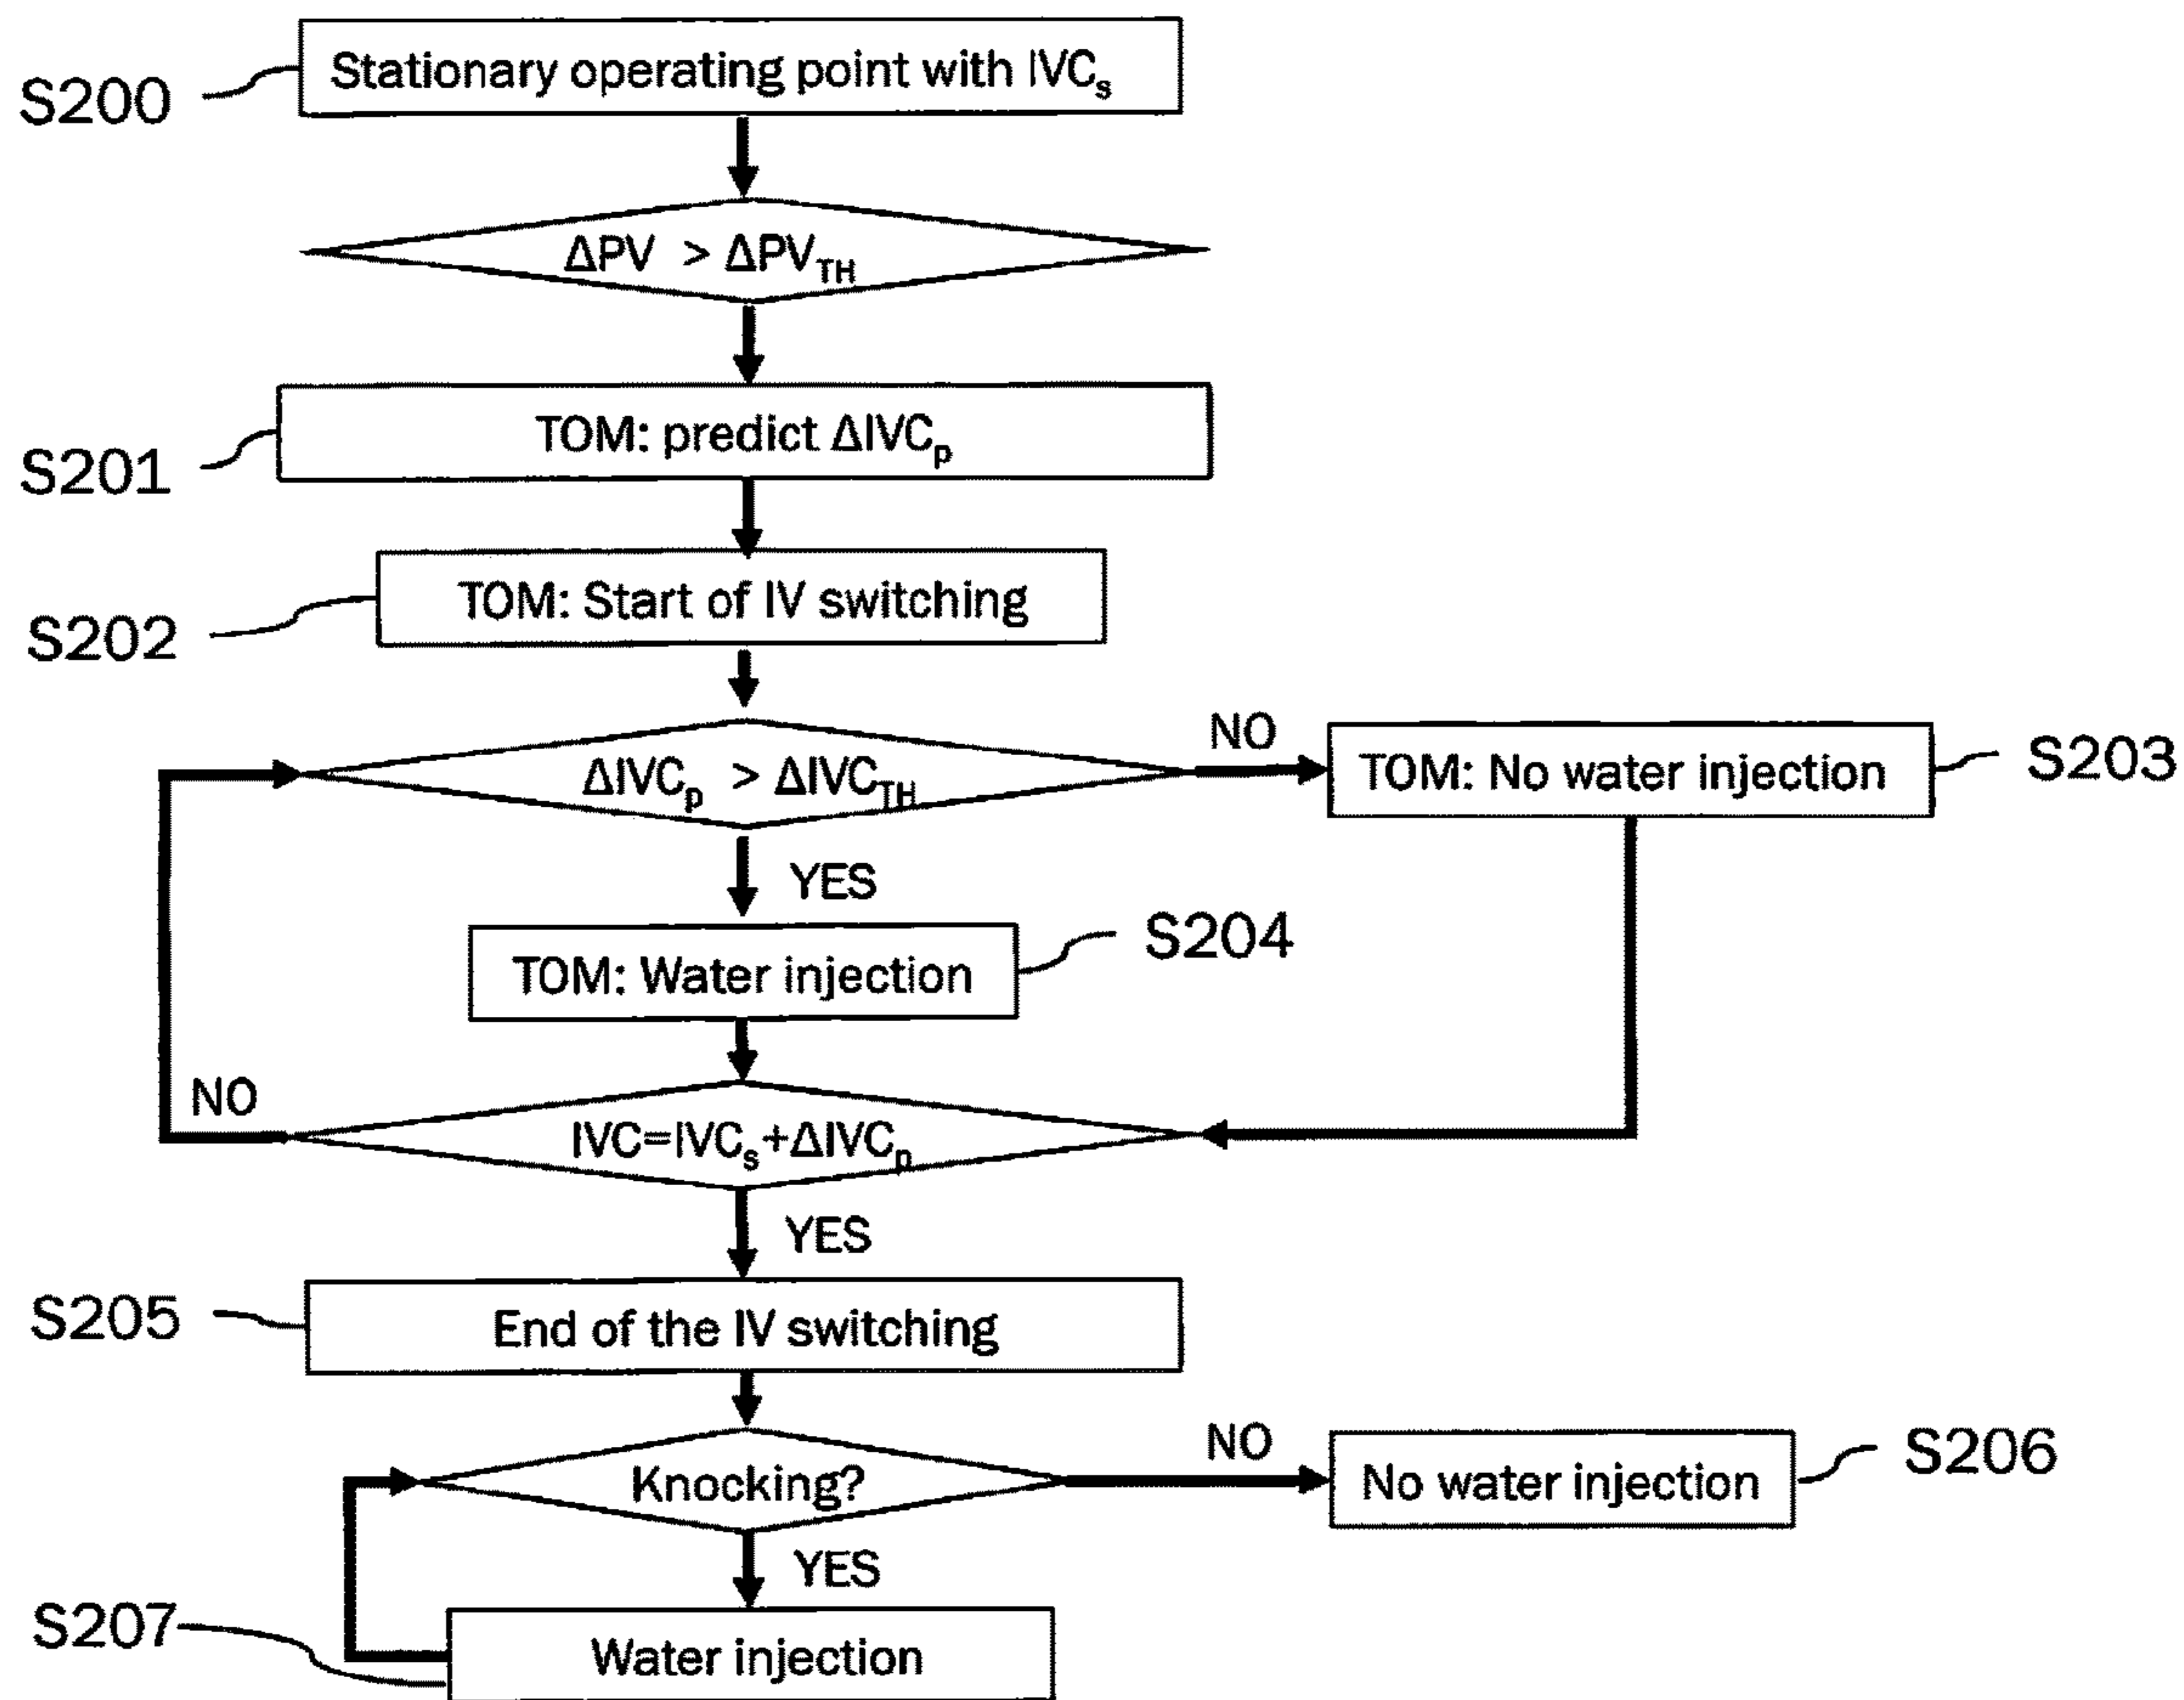 Stationary operating point with IVCs
S200
ΔPV > ΔPVTH
TOM: predict ΔIVCp
S201
TOM: Start of IV switching
S202
NO
ΔIVCp > ΔIVCTH
TOM: No water injection
S203
YES
S204
TOM: Water injection
NO
IVC=IVCs+ΔIVCp
YES
S205
End of the IV switching
NO
Knocking?
No water injection
S206
YES
S207
Water injection